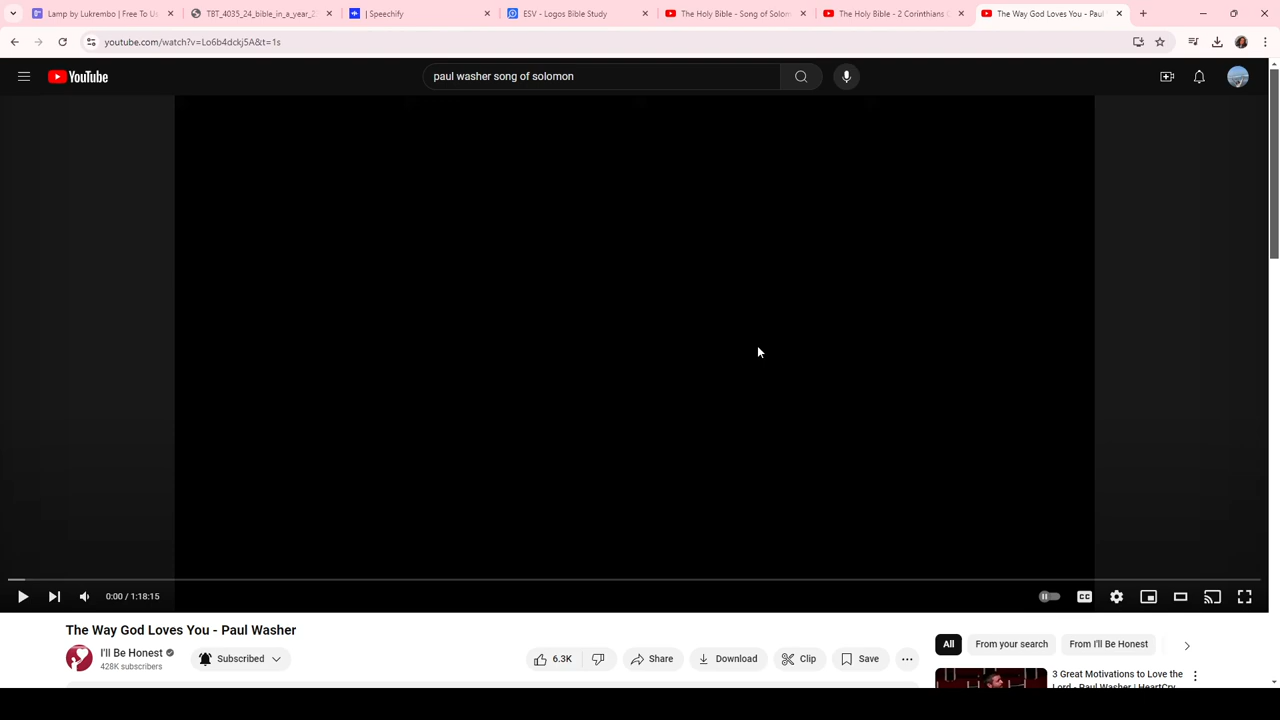 Lamp by Lukrembo | Free To Us
TBT_4035_24_bible_in_a_year_2
| Speechify
ESV - Logos Bible Study
The Holy Bible - Song of Solom
The Holy Bible - 2 Corinthians
The Way God Loves You - Paul
youtube.com/watch?v=Lo6b4dckj5A&t=1s
YouTube
paul washer song of solomon
0:00 / 1:18:15
CC
The Way God Loves You - Paul Washer
I'll Be Honest
428K subscribers
Subscribed
6.3K
Share
Download
Clip
Save
All
From your search
From I'll Be Honest
3 Great Motivations to Love the
Lord - Paul Washer | HeartCry